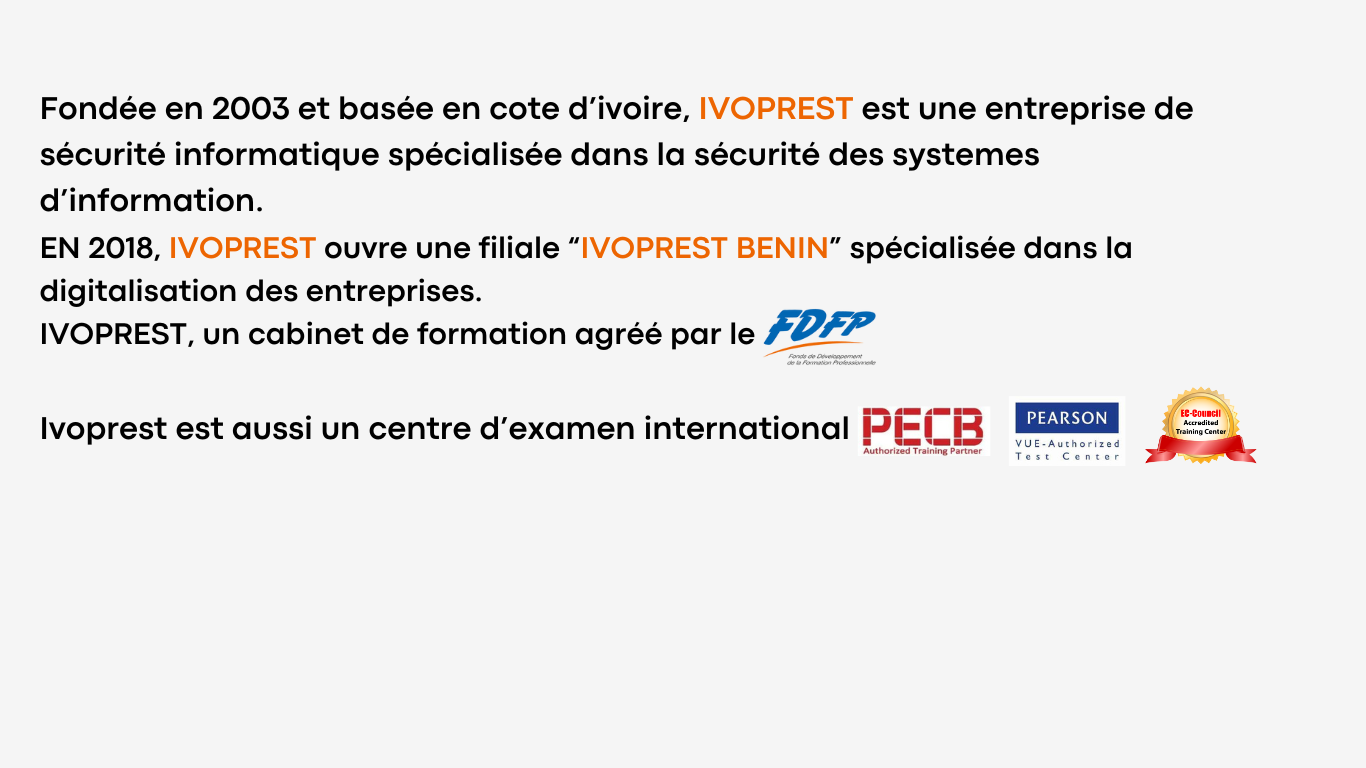 Fondée en 2003 et basée en cote d’ivoire, IVOPREST est une entreprise de
sécurité informatique spécialisée dans la sécurité des systemes
d’information.
EN 2018, IVOPREST ouvre une filiale “IVOPREST BENIN” spécialisée dans la
digitalisation des entreprises.
IVOPREST, un cabinet de formation agréé par le FDFP
Fonds de Développement
de la Formation Professionnelle
Ivoprest est aussi un centre d’examen international
PECB
Authorized Training Partner
PEARSON
VUE-Authorized
Test Center
EC-Council
Accredited
Training Center